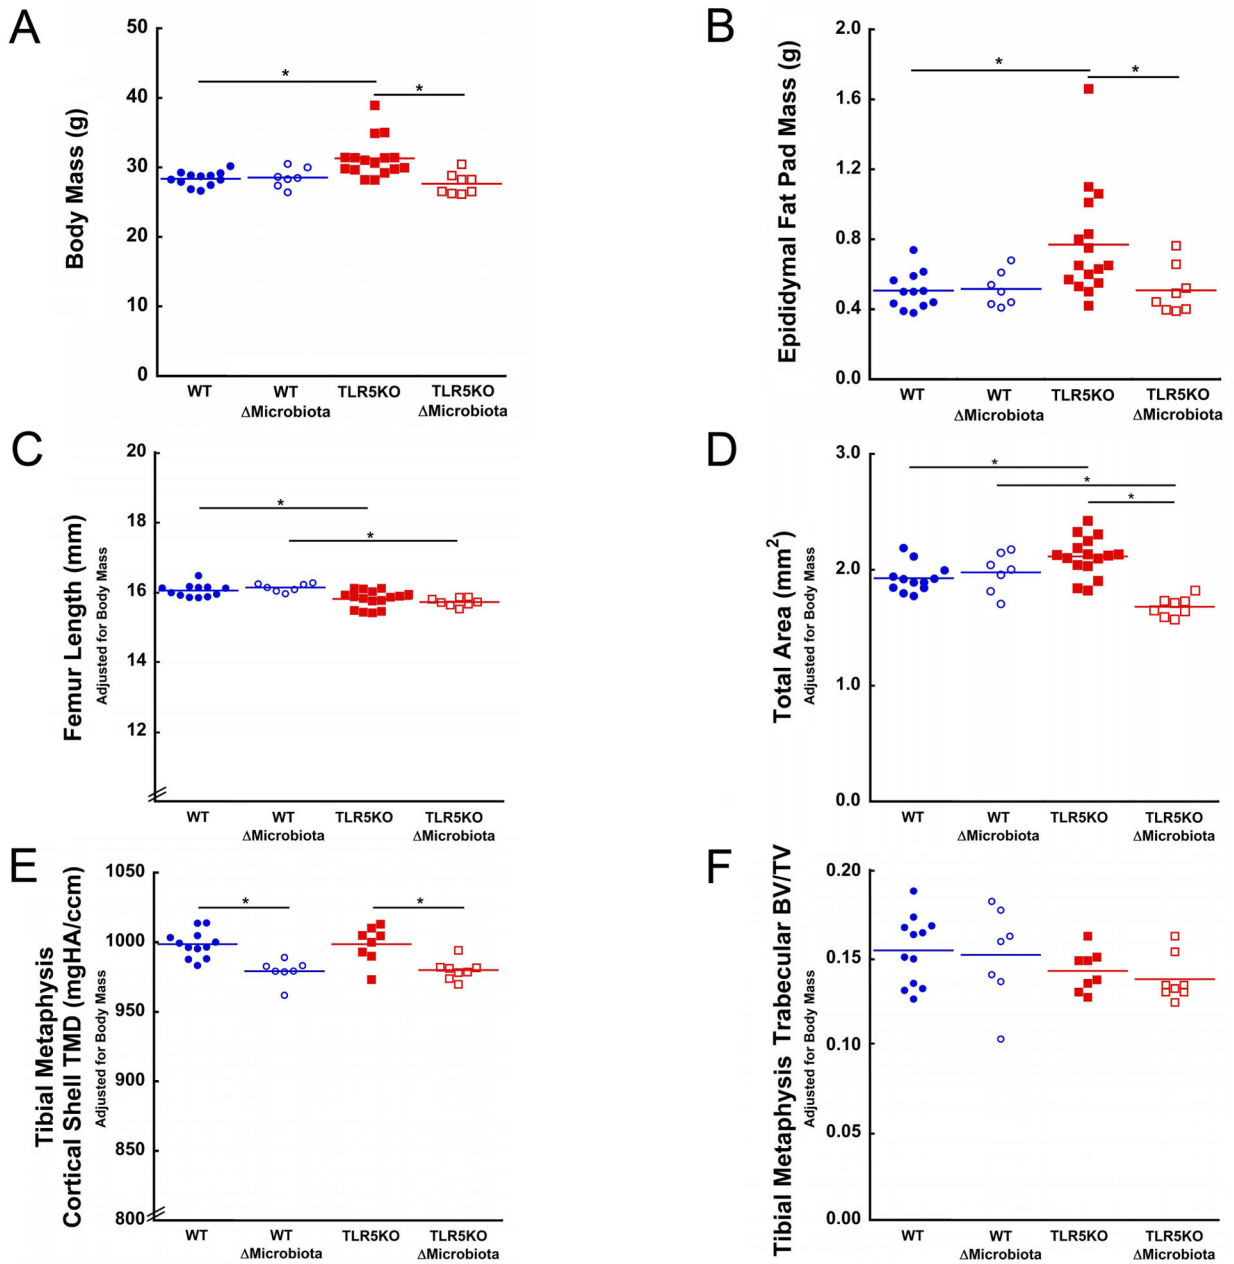 A
Body Mass (g)
50
40
30
20
10
0
*
*
WT
WT
ΔMicrobiota
TLR5KO
TLR5KO
ΔMicrobiota
B
Epididymal Fat Pad Mass (g)
2.0
1.6
1.2
0.8
0.4
0.0
*
*
WT
WT
ΔMicrobiota
TLR5KO
TLR5KO
ΔMicrobiota
C
Femur Length (mm)
Adjusted for Body Mass
20
18
16
14
12
*
*
WT
WT
ΔMicrobiota
TLR5KO
TLR5KO
ΔMicrobiota
D
Total Area (mm²)
Adjusted for Body Mass
3.0
2.0
1.0
0.0
*
*
*
WT
WT
ΔMicrobiota
TLR5KO
TLR5KO
ΔMicrobiota
E
Tibial Metaphysis
Cortical Shell TMD (mgHA/ccm)
Adjusted for Body Mass
1050
1000
950
900
850
800
*
*
WT
WT
ΔMicrobiota
TLR5KO
TLR5KO
ΔMicrobiota
F
Tibial Metaphysis Trabecular BV/TV
Adjusted for Body Mass
0.20
0.15
0.10
0.05
0.00
WT
WT
ΔMicrobiota
TLR5KO
TLR5KO
ΔMicrobiota